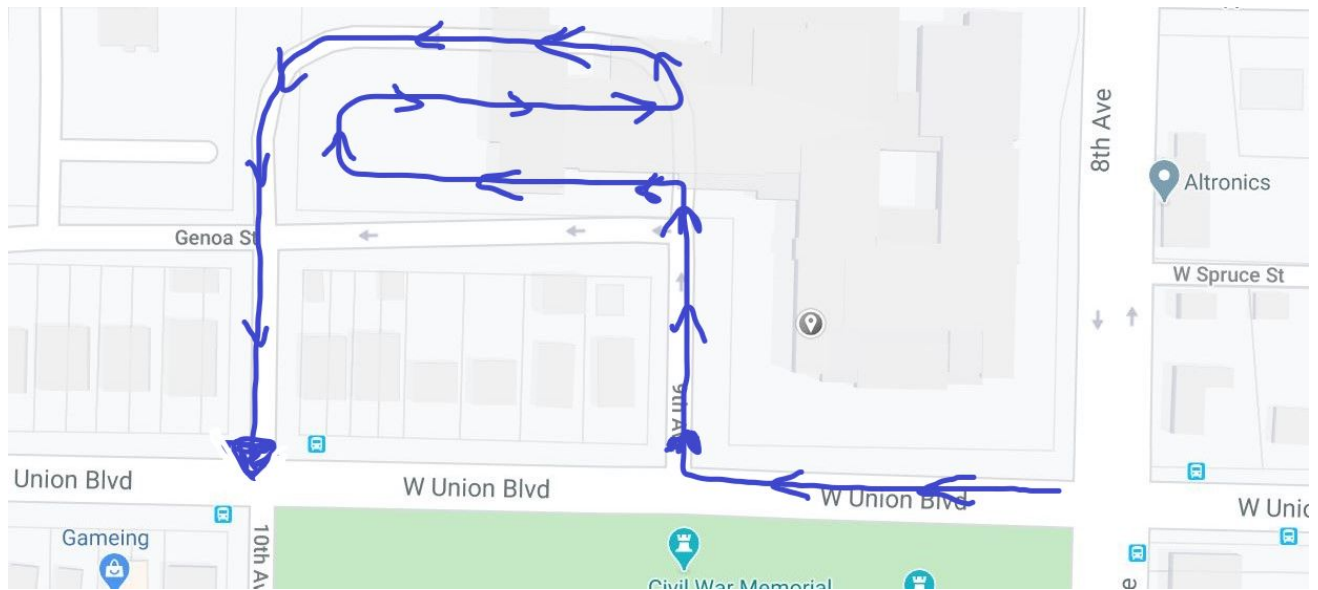 8th Ave
Altronics
Genoa St
W Spruce St
9th A
Union Blvd
W Union Blvd
W Union Blvd
W Unio
Gameing
10th Av
Civil War Memorial
e